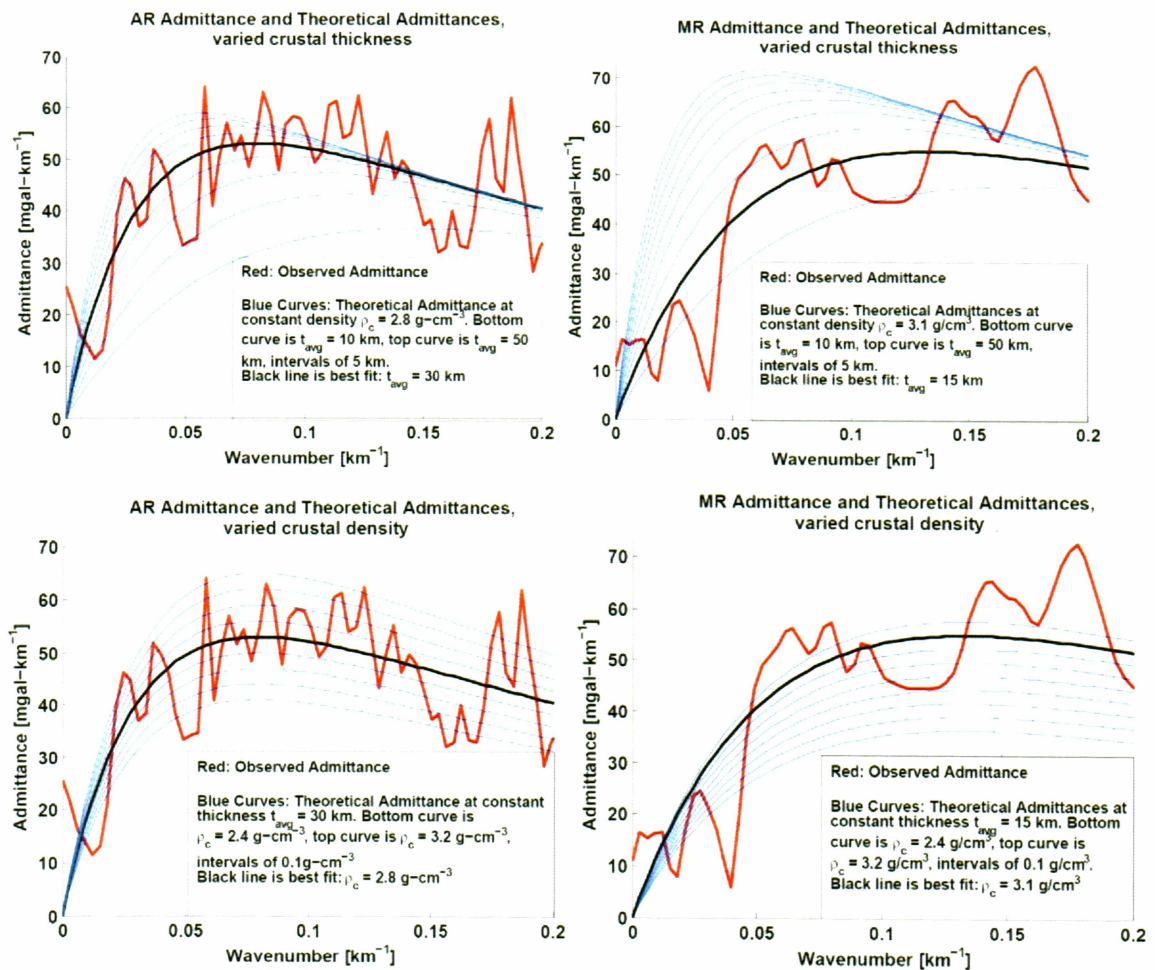 AR Admittance and Theoretical Admittances,
varied crustal thickness
70
60
50
40
30
20
10
0
Admittance [mgal−km⁻¹]
Red: Observed Admittance
Blue Curves: Theoretical Admittance at
constant density ρc = 2.8 g−cm⁻³. Bottom
curve is tavg = 10 km, top curve is tavg = 50
km, intervals of 5 km.
Black line is best fit: tavg = 30 km
0 0.05 0.1 0.15 0.2
Wavenumber [km⁻¹]
MR Admittance and Theoretical Admittances,
varied crustal thickness
70
60
50
40
30
20
10
0
Admittance [mgal−km⁻¹]
Red: Observed Admittance
Blue Curves: Theoretical Admittances at
constant density ρc = 3.1 g/cm³. Bottom curve
is tavg = 10 km, top curve is tavg = 50 km,
intervals of 5 km.
Black line is best fit: tavg = 15 km
0 0.05 0.1 0.15 0.2
Wavenumber [km⁻¹]
AR Admittance and Theoretical Admittances,
varied crustal density
70
60
50
40
30
20
10
0
Admittance [mgal−km⁻¹]
Red: Observed Admittance
Blue Curves: Theoretical Admittance at constant
thickness tavg = 30 km. Bottom curve is
ρc = 2.4 g−cm⁻³, top curve is ρc = 3.2 g−cm⁻³,
intervals of 0.1g−cm⁻³
Black line is best fit: ρc = 2.8 g−cm⁻³
0 0.05 0.1 0.15 0.2
Wavenumber [km⁻¹]
MR Admittance and Theoretical Admittances,
varied crustal density
70
60
50
40
30
20
10
0
Admittance [mgal−km⁻¹]
Red: Observed Admittance
Blue Curves: Theoretical Admittances at
constant thickness tavg = 15 km. Bottom
curve is ρc = 2.4 g/cm³, top curve is
ρc = 3.2 g/cm³, intervals of 0.1 g/cm³.
Black line is best fit: ρc = 3.1 g/cm³
0 0.05 0.1 0.15 0.2
Wavenumber [km⁻¹]